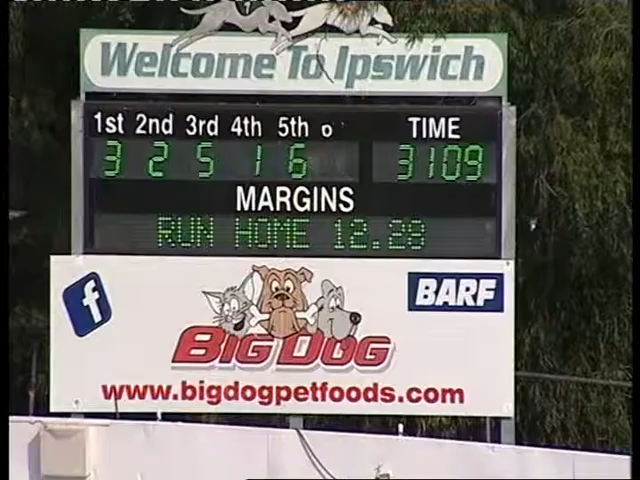 Welcome To Ipswich
1st 2nd 3rd 4th 5th o TIME
3 2 5 1 6 3109
MARGINS
RUN HOME 12.28
f
BARF
BIG DOG
www.bigdogpetfoods.com